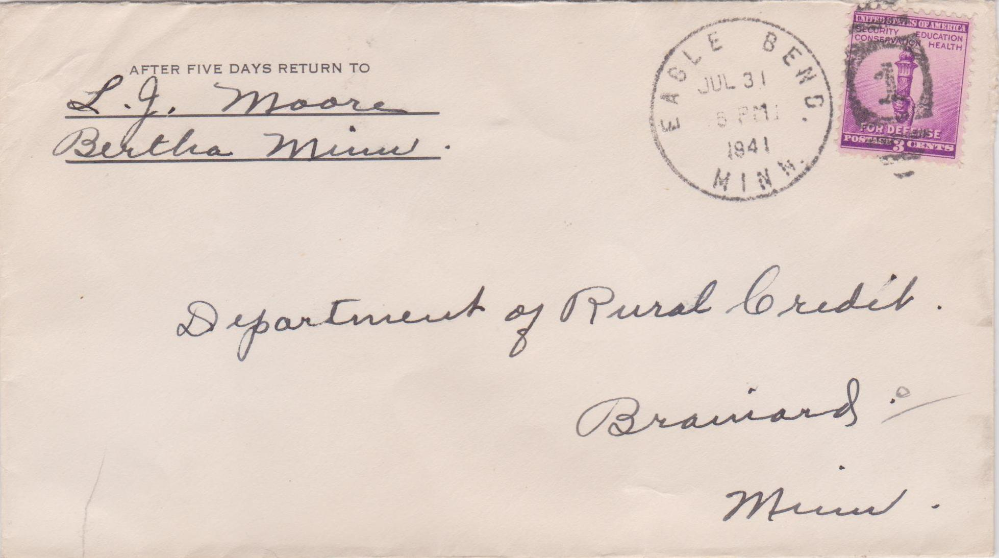 AFTER FIVE DAYS RETURN TO
L. J. Moore
Bertha Minn.
EAGLE BEND.
JUL 31
PM
1941
MINN.
UNITED STATES OF AMERICA
SECURITY EDUCATION
CONSERVATION HEALTH
1
FOR DEFENSE
POSTAGE 3 CENTS
Department of Rural Credit.
Brainard.
Minn.